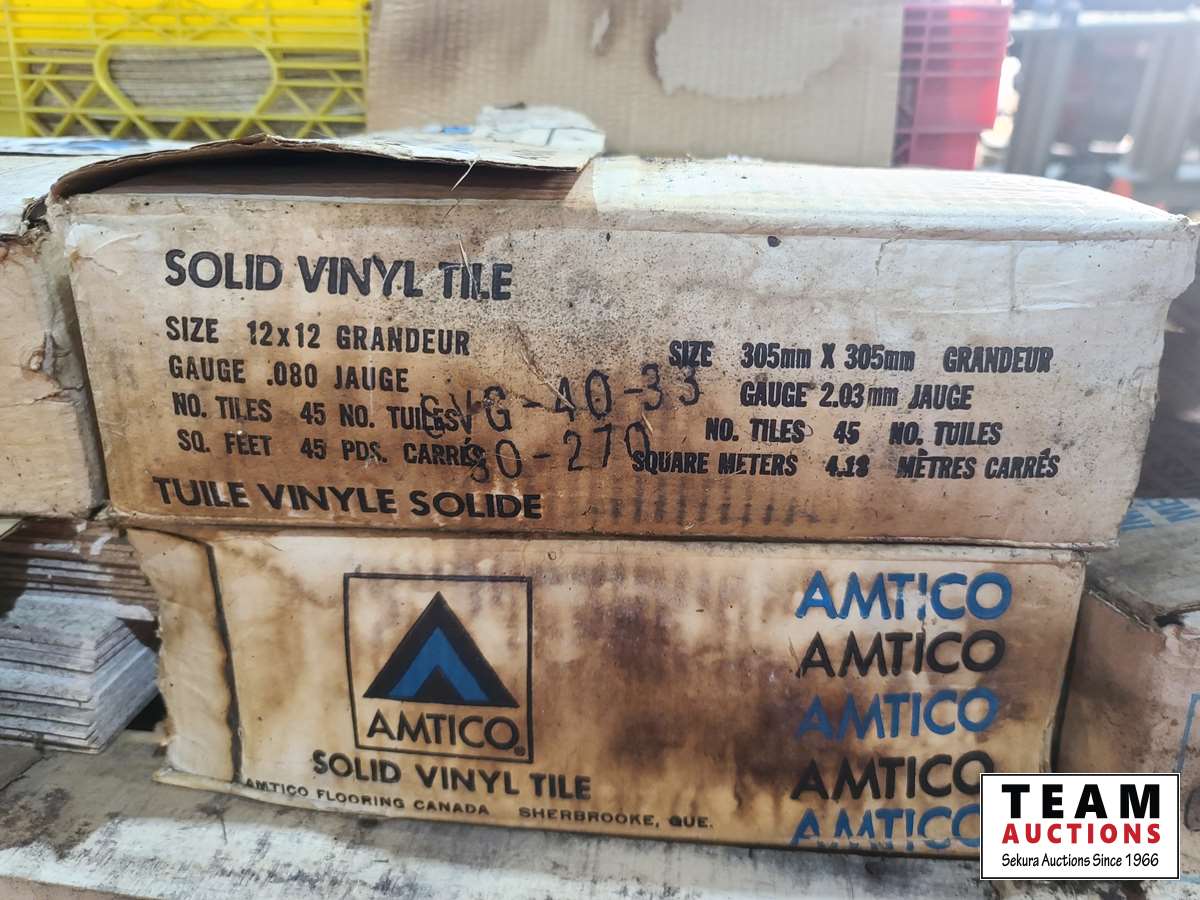 SOLID VINYL TILE
SIZE 12x12 GRANDEUR
GAUGE .080 JAUGE
NO. TILES 45 NO. TUILES
SQ. FEET 45 PDS. CARRÉS
TUILE VINYLE SOLIDE
GVG-40-33
30-270
SIZE 305mm X 305mm GRANDEUR
GAUGE 2.03mm JAUGE
NO. TILES 45 NO. TUILES
SQUARE METERS 4.18 MÈTRES CARRÉS
AMTICO®
SOLID VINYL TILE
AMTICO FLOORING CANADA SHERBROOKE, QUE.
AMTICO
AMTICO
AMTICO
AMTICO
AMTICO
TEAM
AUCTIONS
Sekura Auctions Since 1966